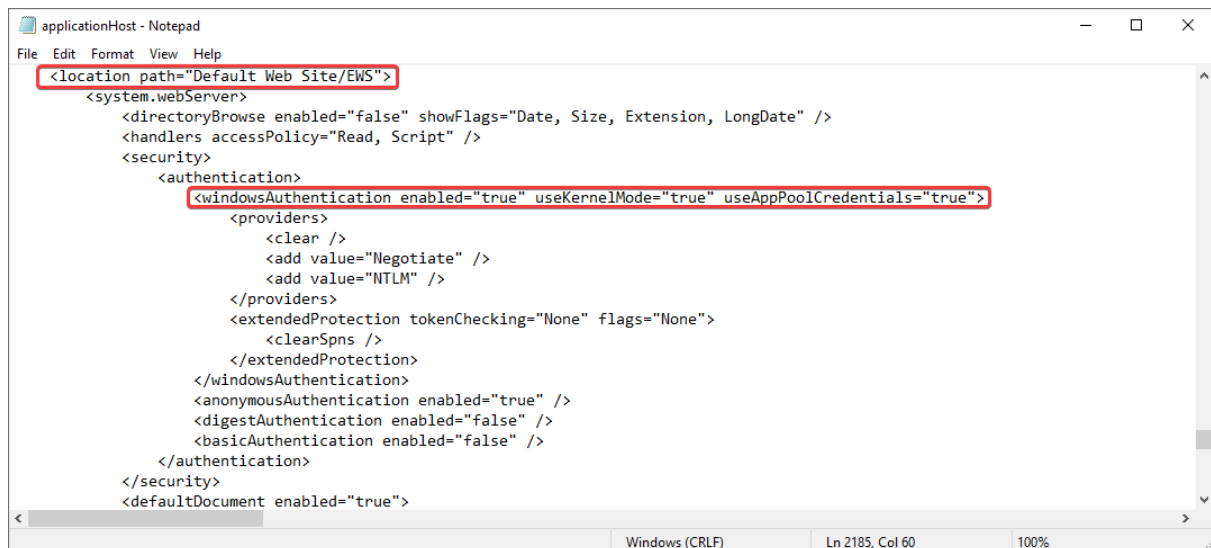 applicationHost - Notepad
File Edit Format View Help
<location path="Default Web Site/EWS">
<system.webServer>
<directoryBrowse enabled="false" showFlags="Date, Size, Extension, LongDate" />
<handlers accessPolicy="Read, Script" />
<security>
<authentication>
<windowsAuthentication enabled="true" useKernelMode="true" useAppPoolCredentials="true">
<providers>
<clear />
<add value="Negotiate" />
<add value="NTLM" />
</providers>
<extendedProtection tokenChecking="None" flags="None">
<clearSpns />
</extendedProtection>
</windowsAuthentication>
<anonymousAuthentication enabled="true" />
<digestAuthentication enabled="false" />
<basicAuthentication enabled="false" />
</authentication>
</security>
<defaultDocument enabled="true">
Windows (CRLF) Ln 2185, Col 60 100%